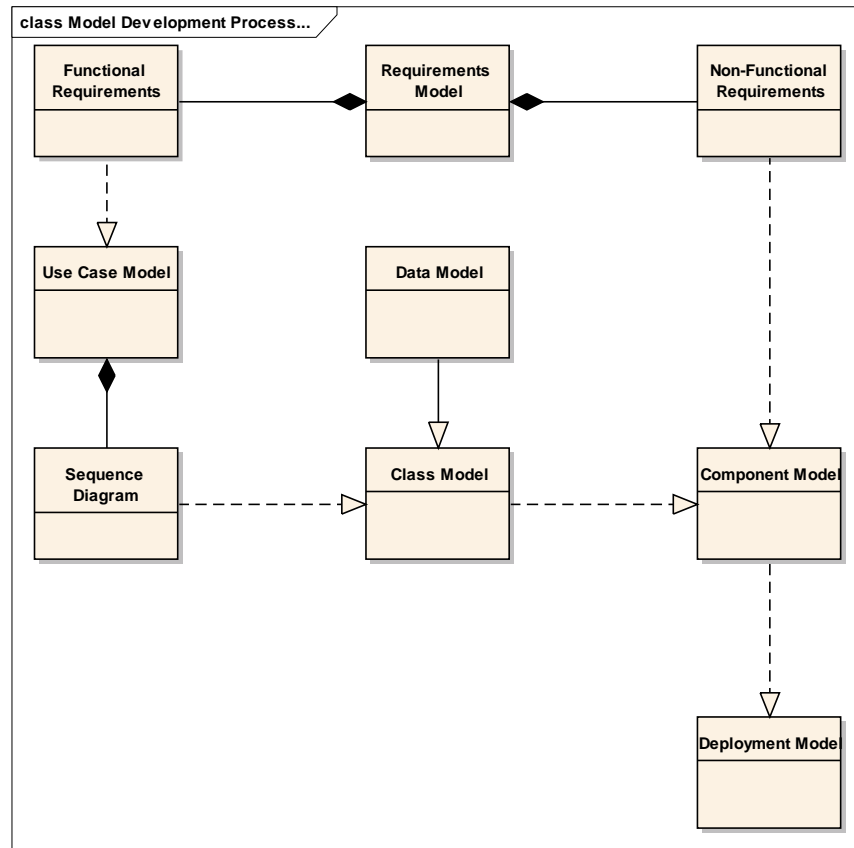 class Model Development Process...
Functional
Requirements
Requirements
Model
Non-Functional
Requirements
Use Case Model
Data Model
Sequence
Diagram
Class Model
Component Model
Deployment Model